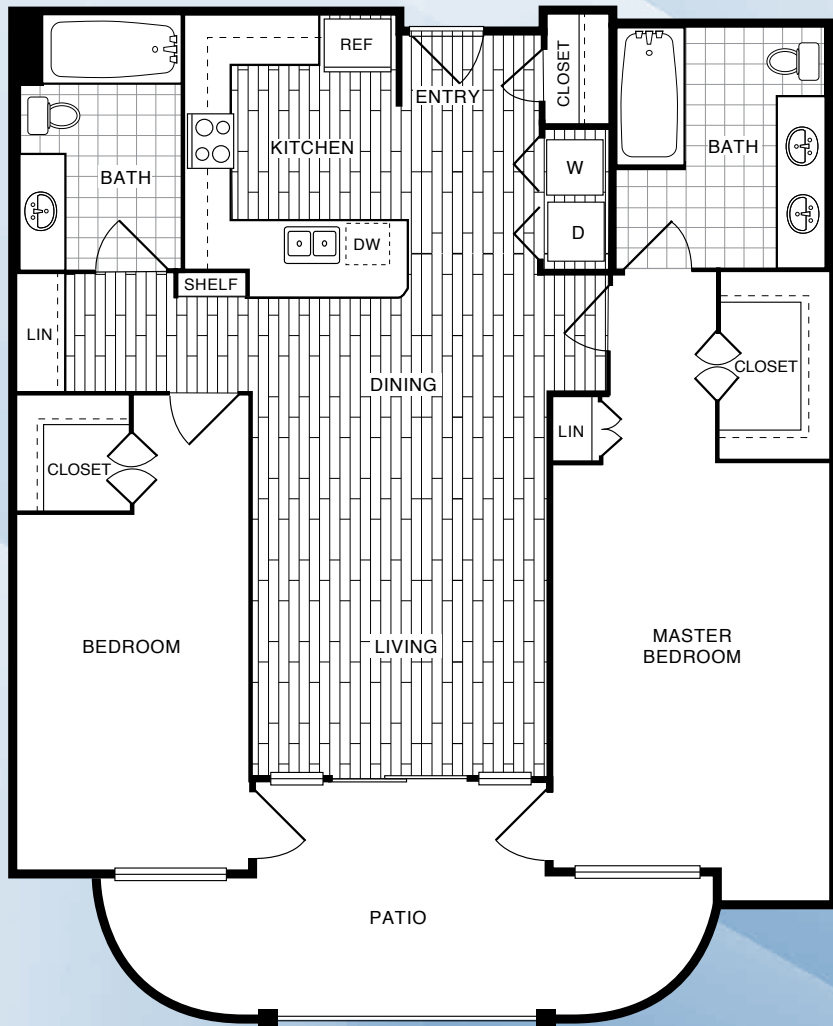 REF
CLOSET
ENTRY
KITCHEN
BATH
BATH
W
D
DW
SHELF
LIN
DINING
CLOSET
LIN
CLOSET
BEDROOM
LIVING
MASTER
BEDROOM
PATIO